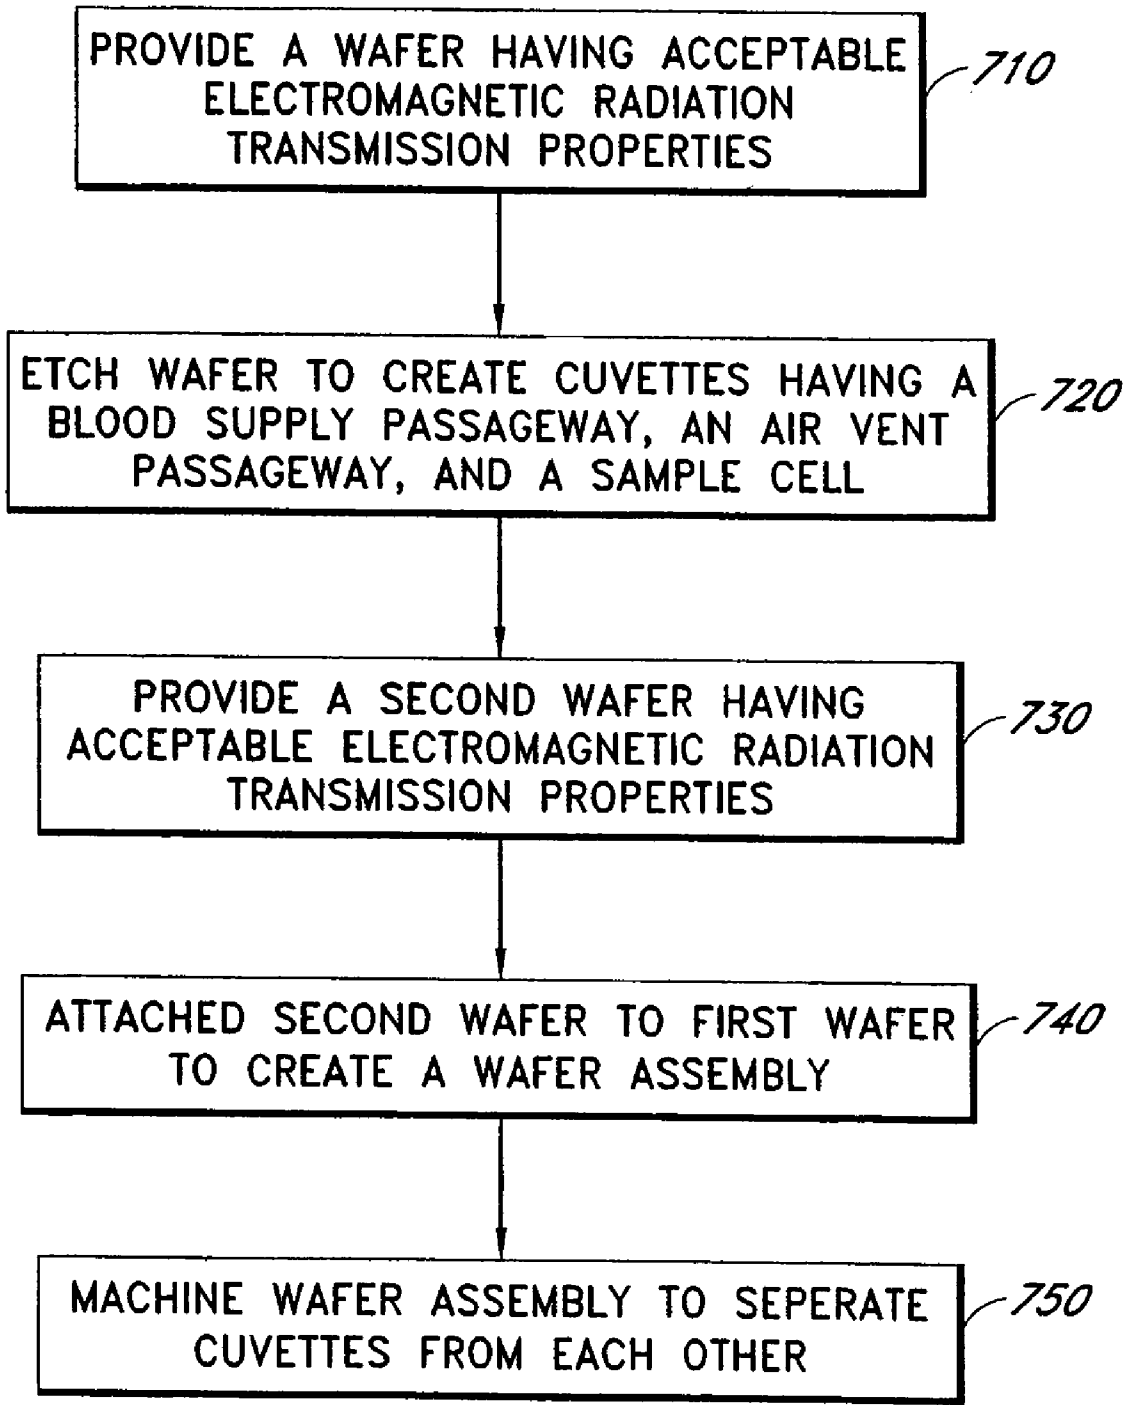 PROVIDE A WAFER HAVING ACCEPTABLE
ELECTROMAGNETIC RADIATION
TRANSMISSION PROPERTIES
710
ETCH WAFER TO CREATE CUVETTES HAVING A
BLOOD SUPPLY PASSAGEWAY, AN AIR VENT
PASSAGEWAY, AND A SAMPLE CELL
720
PROVIDE A SECOND WAFER HAVING
ACCEPTABLE ELECTROMAGNETIC RADIATION
TRANSMISSION PROPERTIES
730
ATTACHED SECOND WAFER TO FIRST WAFER
TO CREATE A WAFER ASSEMBLY
740
MACHINE WAFER ASSEMBLY TO SEPERATE
CUVETTES FROM EACH OTHER
750